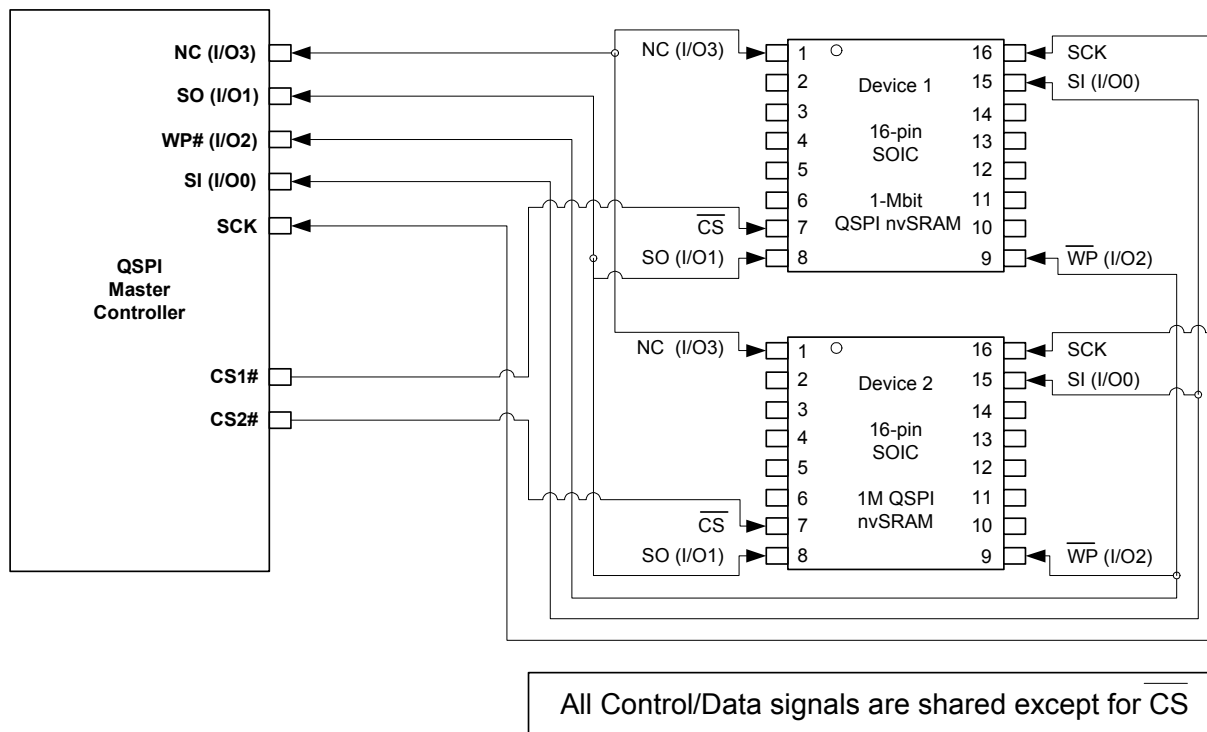 NC (I/O3)
SO (I/O1)
WP# (I/O2)
SI (I/O0)
SCK
QSPI
Master
Controller
CS1#
CS2#
NC (I/O3)
CS
SO (I/O1)
1
2
3
4
5
6
7
8
Device 1
16-pin
SOIC
1-Mbit
QSPI nvSRAM
16
15
14
13
12
11
10
9
SCK
SI (I/O0)
WP (I/O2)
NC (I/O3)
CS
SO (I/O1)
1
2
3
4
5
6
7
8
Device 2
16-pin
SOIC
1M QSPI
nvSRAM
16
15
14
13
12
11
10
9
SCK
SI (I/O0)
WP (I/O2)
All Control/Data signals are shared except for CS